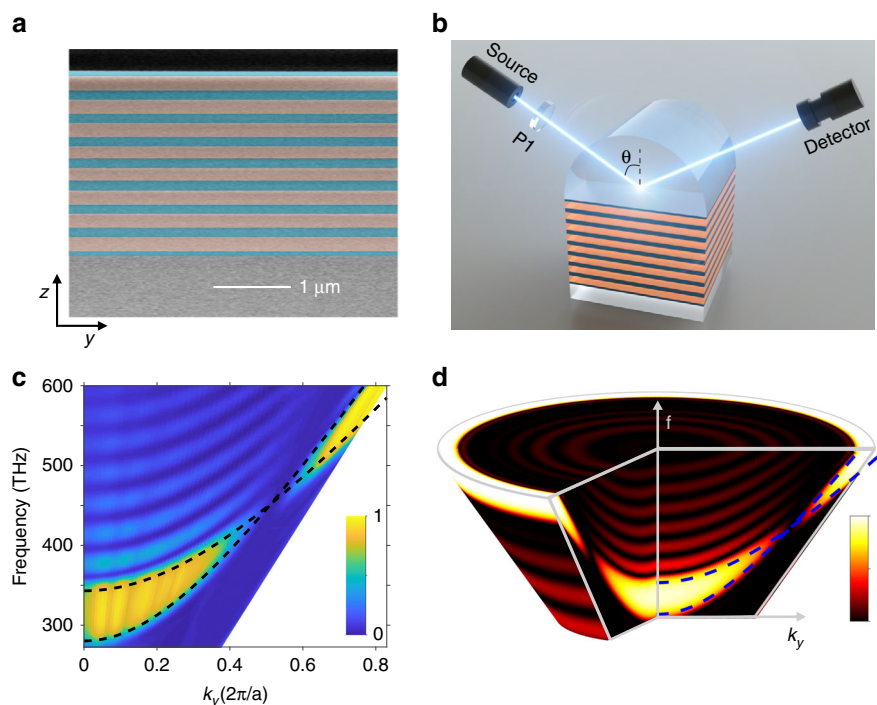 a
z
y
1 μm
b
Source
P1
θ
Detector
c
600
500
400
300
Frequency (THz)
1
0
0
0.2
0.4
0.6
0.8
k_y(2π/a)
d
f
k_y